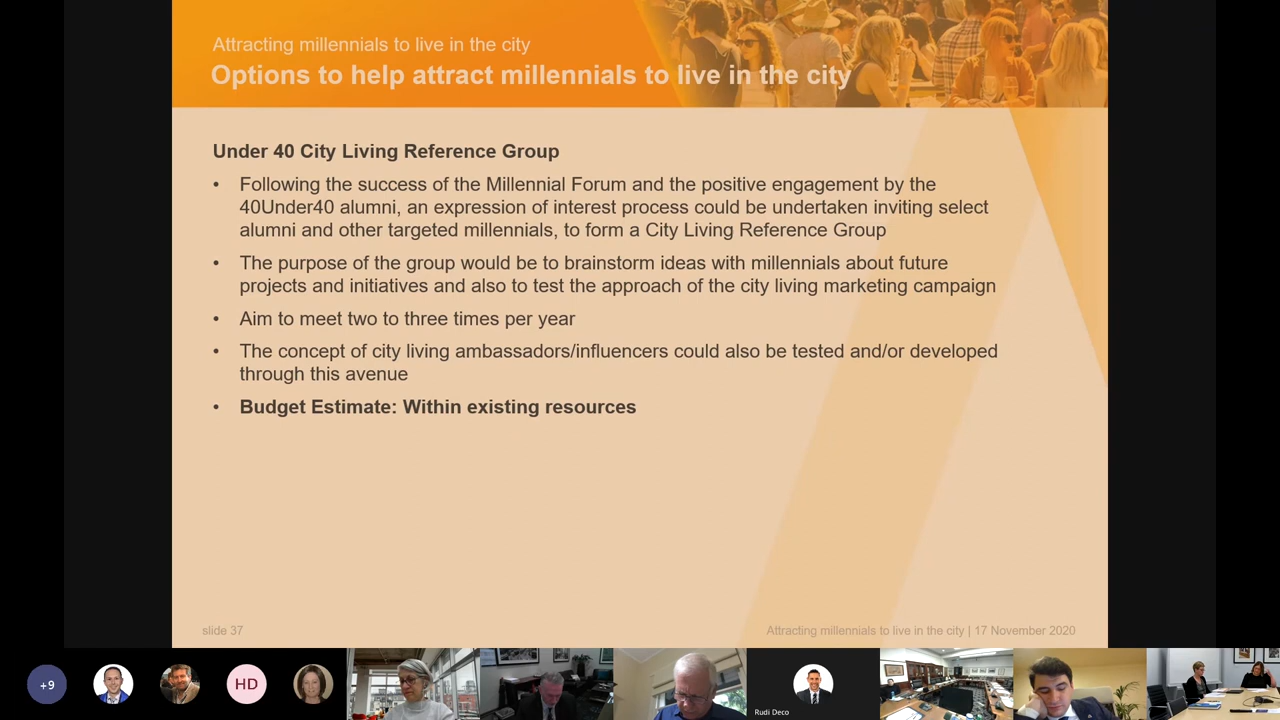 Attracting millennials to live in the city
Options to help attract millennials to live in the city
Under 40 City Living Reference Group
• Following the success of the Millennial Forum and the positive engagement by the
40Under40 alumni, an expression of interest process could be undertaken inviting select
alumni and other targeted millennials, to form a City Living Reference Group
• The purpose of the group would be to brainstorm ideas with millennials about future
projects and initiatives and also to test the approach of the city living marketing campaign
• Aim to meet two to three times per year
• The concept of city living ambassadors/influencers could also be tested and/or developed
through this avenue
• Budget Estimate: Within existing resources
slide 37
Attracting millennials to live in the city | 17 November 2020
+9
HD
Rudi Deco